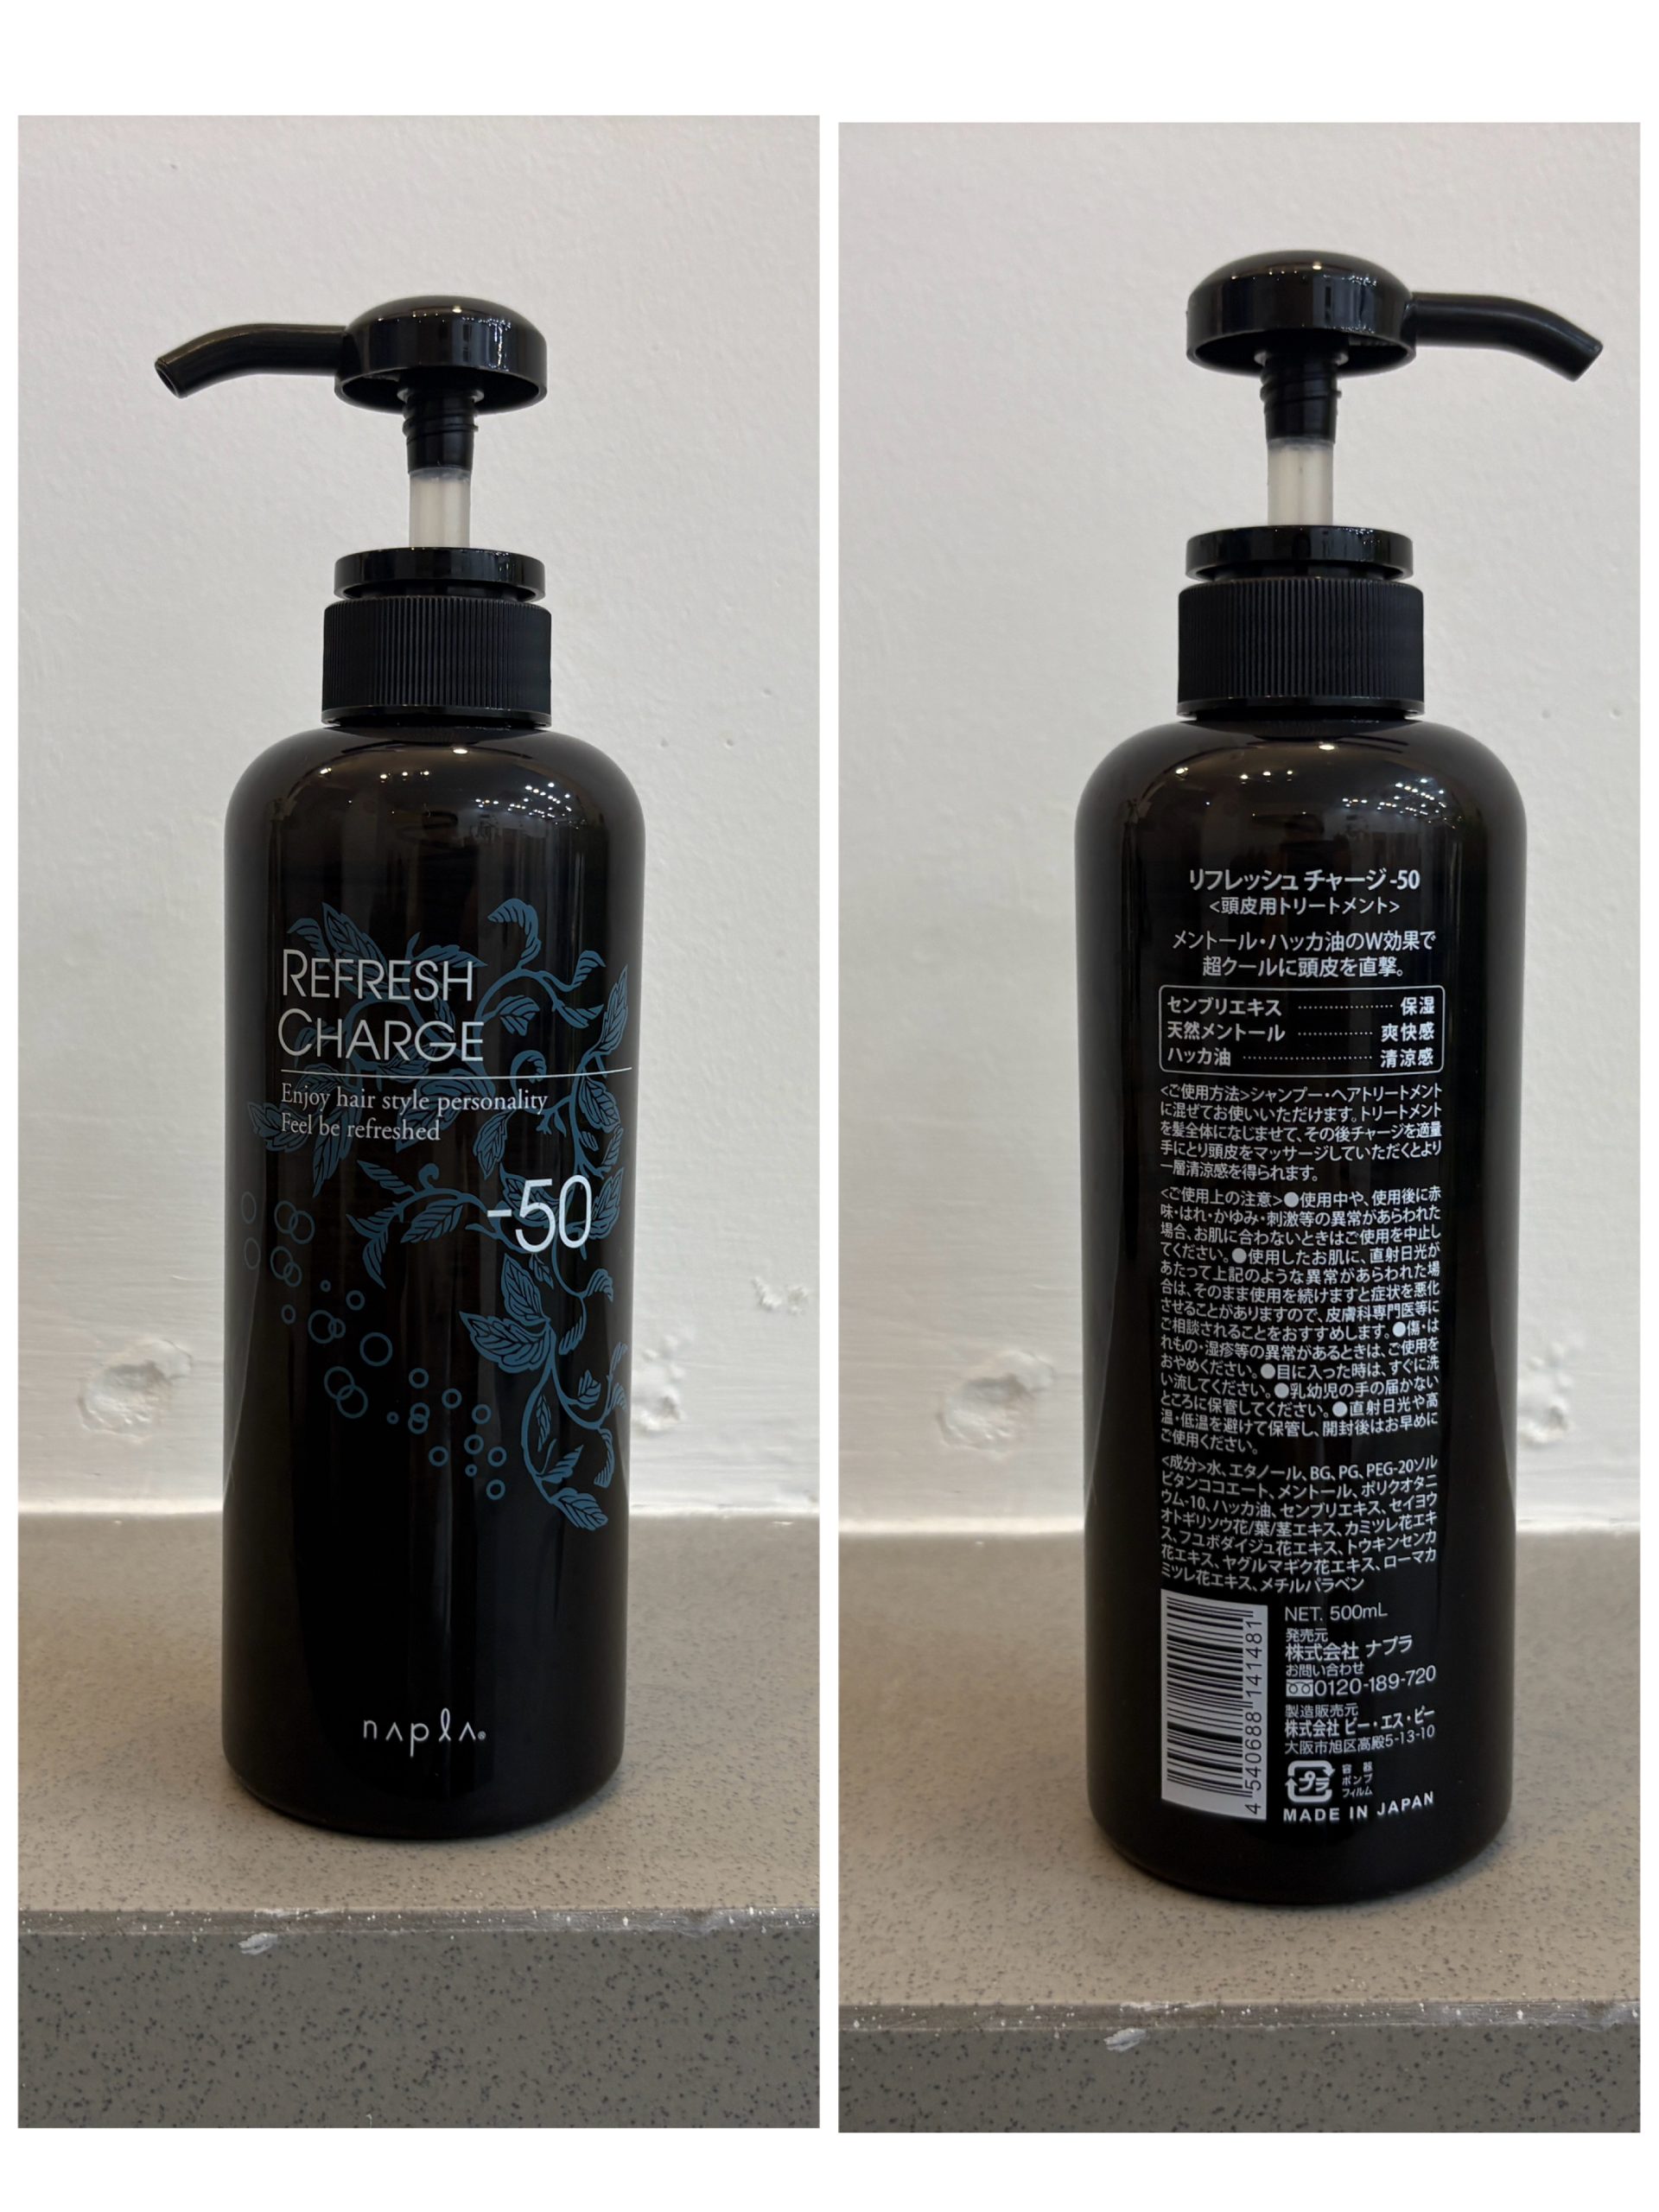 REFRESH
CHARGE
Enjoy hair style personality
Feel be refreshed
-50
napla®
リフレッシュ チャージ -50
<頭皮用トリートメント>
メントール・ハッカ油のW効果で
超クールに頭皮を直撃。
センブリエキス ………………… 保湿
天然メントール …………… 爽快感
ハッカ油 ……………………… 清涼感
<ご使用方法>シャンプー・ヘアトリートメント
に混ぜてお使いいただけます。トリートメント
を髪全体になじませて、その後チャージを適量
手にとり頭皮をマッサージしていただくとより
一層清涼感を得られます。
<ご使用上の注意>●使用中や、使用後に赤
味・はれ・かゆみ・刺激等の異常があらわれた
場合、お肌に合わないときはご使用を中止し
てください。●使用したお肌に、直射日光が
あたって上記のような異常があらわれた場
合は、そのまま使用を続けますと症状を悪化
させることがありますので、皮膚科専門医等に
ご相談されることをおすすめします。●傷・は
れもの・湿疹等の異常があるときは、ご使用を
おやめください。●目に入った時は、すぐに洗
い流してください。●乳幼児の手の届かない
ところに保管してください。●直射日光や高
温・低温を避けて保管し、開封後はお早めに
ご使用ください。
<成分>水、エタノール、BG、PG、PEG-20ソル
ビタンココエート、メントール、ポリクオタニ
ウム-10、ハッカ油、センブリエキス、セイヨウ
オトギリソウ花/葉/茎エキス、カミツレ花エキ
ス、フユボダイジュ花エキス、トウキンセンカ
花エキス、ヤグルマギク花エキス、ローマカ
ミツレ花エキス、メチルパラベン
4 540688 141481
NET. 500mL
発売元
株式会社 ナプラ
お問い合わせ
0120-189-720
製造販売元
株式会社 ピー・エス・ピー
大阪市旭区高殿5-13-10
プラ
容器
ポンプ
フィルム
MADE IN JAPAN